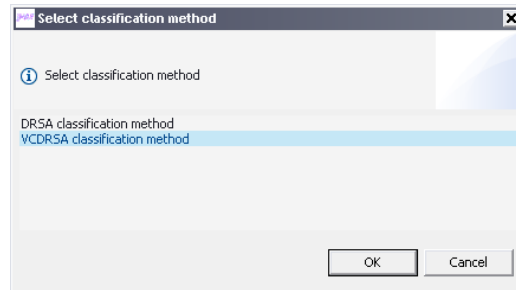 Select classification method
Select classification method
DRSA classification method
VCDRSA classification method
OK
Cancel